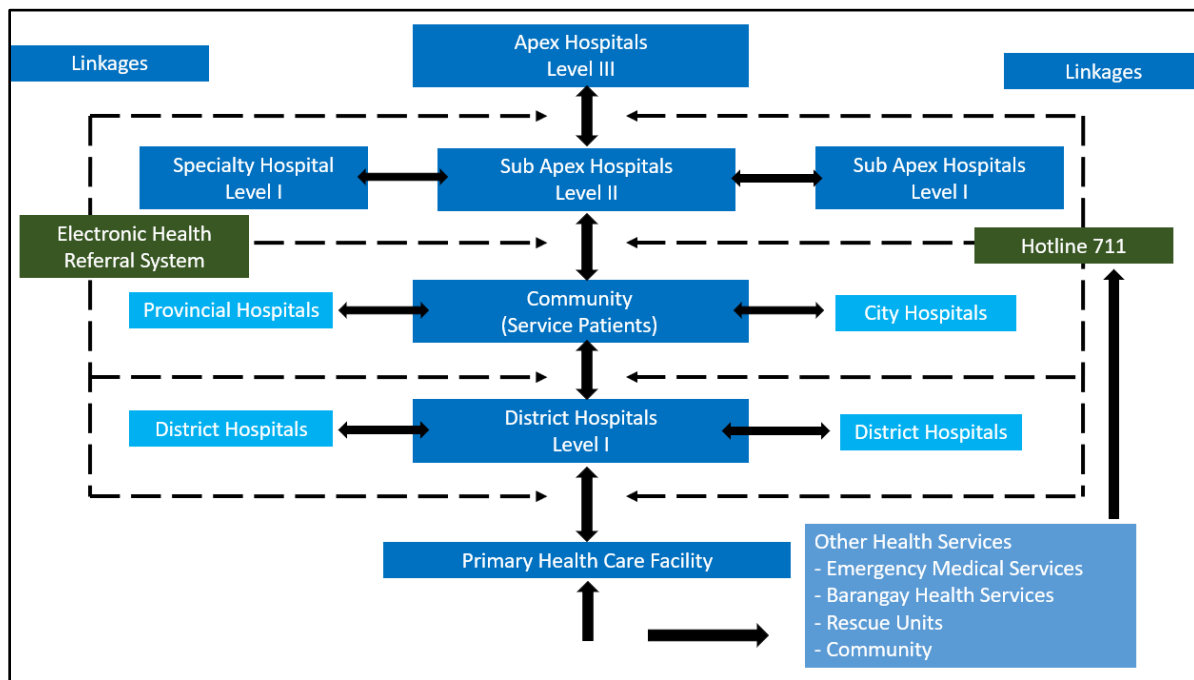 Apex Hospitals
Level III
Linkages
Linkages
Specialty Hospital
Level I
Sub Apex Hospitals
Level II
Sub Apex Hospitals
Level I
Electronic Health
Referral System
Hotline 711
Provincial Hospitals
Community
(Service Patients)
City Hospitals
District Hospitals
District Hospitals
Level I
District Hospitals
Primary Health Care Facility
Other Health Services
- Emergency Medical Services
- Barangay Health Services
- Rescue Units
- Community